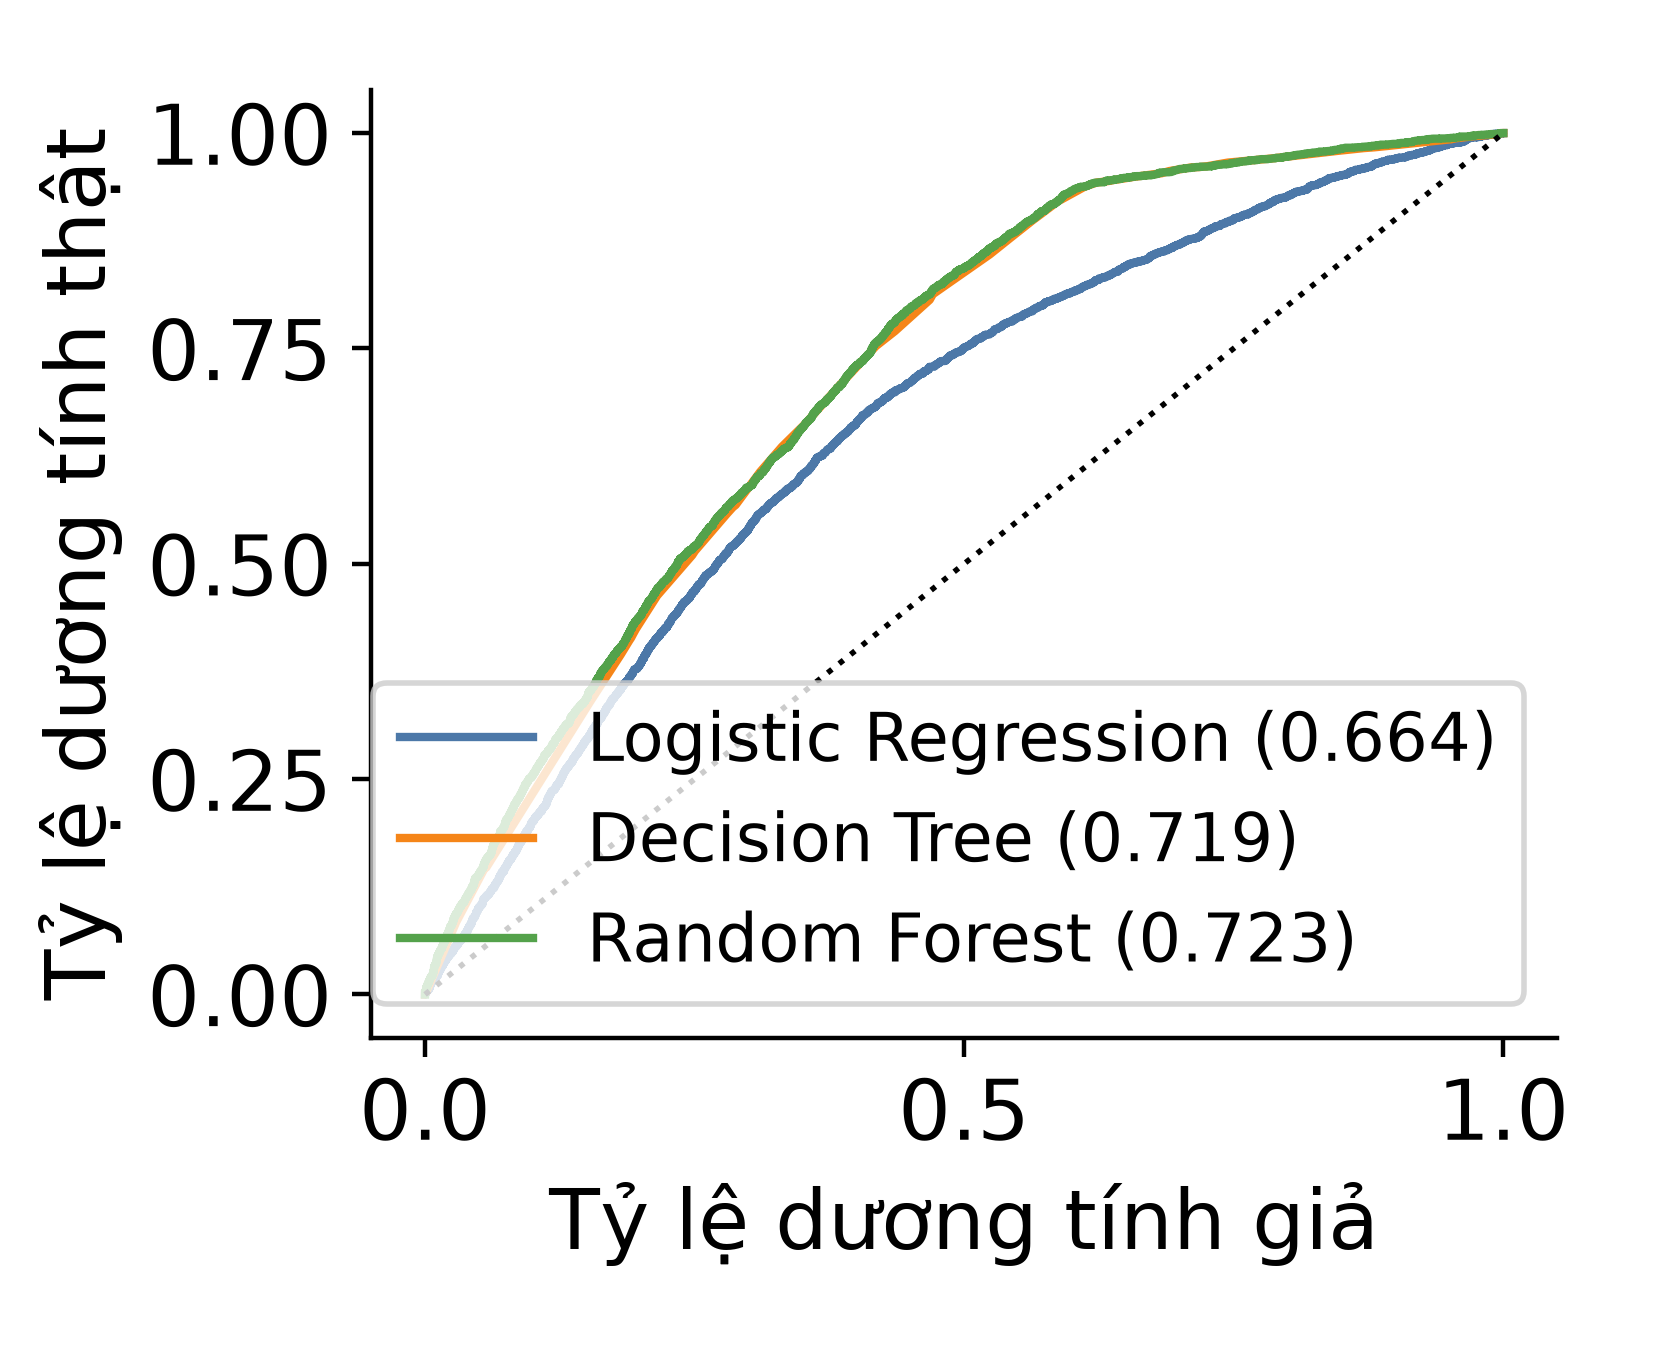 Tỷ lệ dương tính thật
1.00
0.75
0.50
0.25
0.00
Logistic Regression (0.664)
Decision Tree (0.719)
Random Forest (0.723)
0.0 0.5 1.0
Tỷ lệ dương tính giả